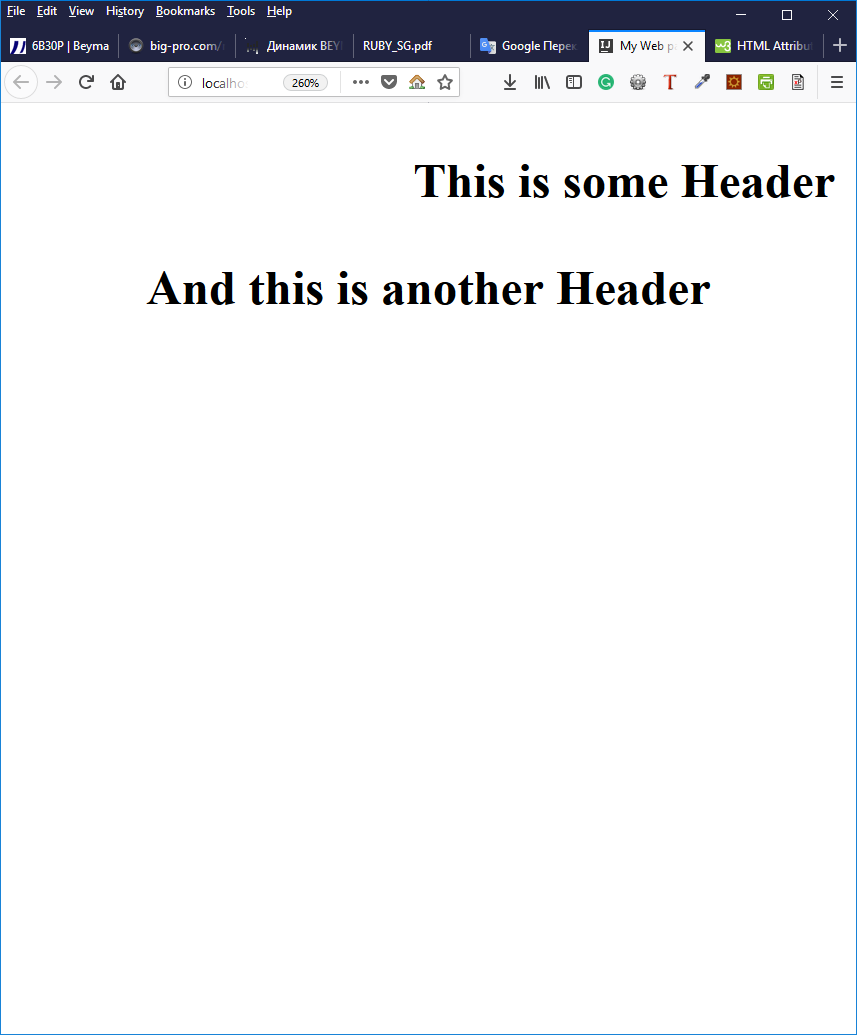 File Edit View History Bookmarks Tools Help
6B30P | Beyma big-pro.com/ Динамик BEY RUBY_SG.pdf Google Перек My Web p HTML Attribu
localho 260%
This is some Header
And this is another Header